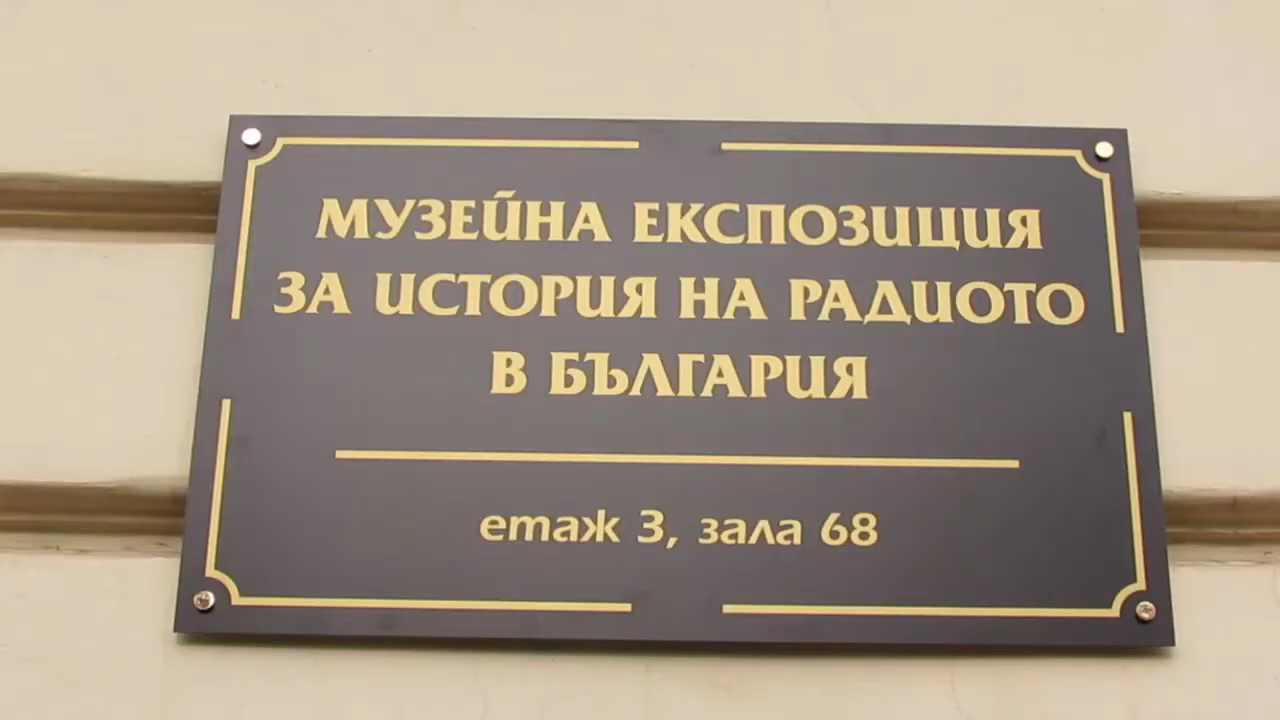 МУЗЕЙНА ЕКСПОЗИЦИЯ
ЗА ИСТОРИЯ НА РАДИОТО
В БЪЛГАРИЯ
етаж 3, зала 68